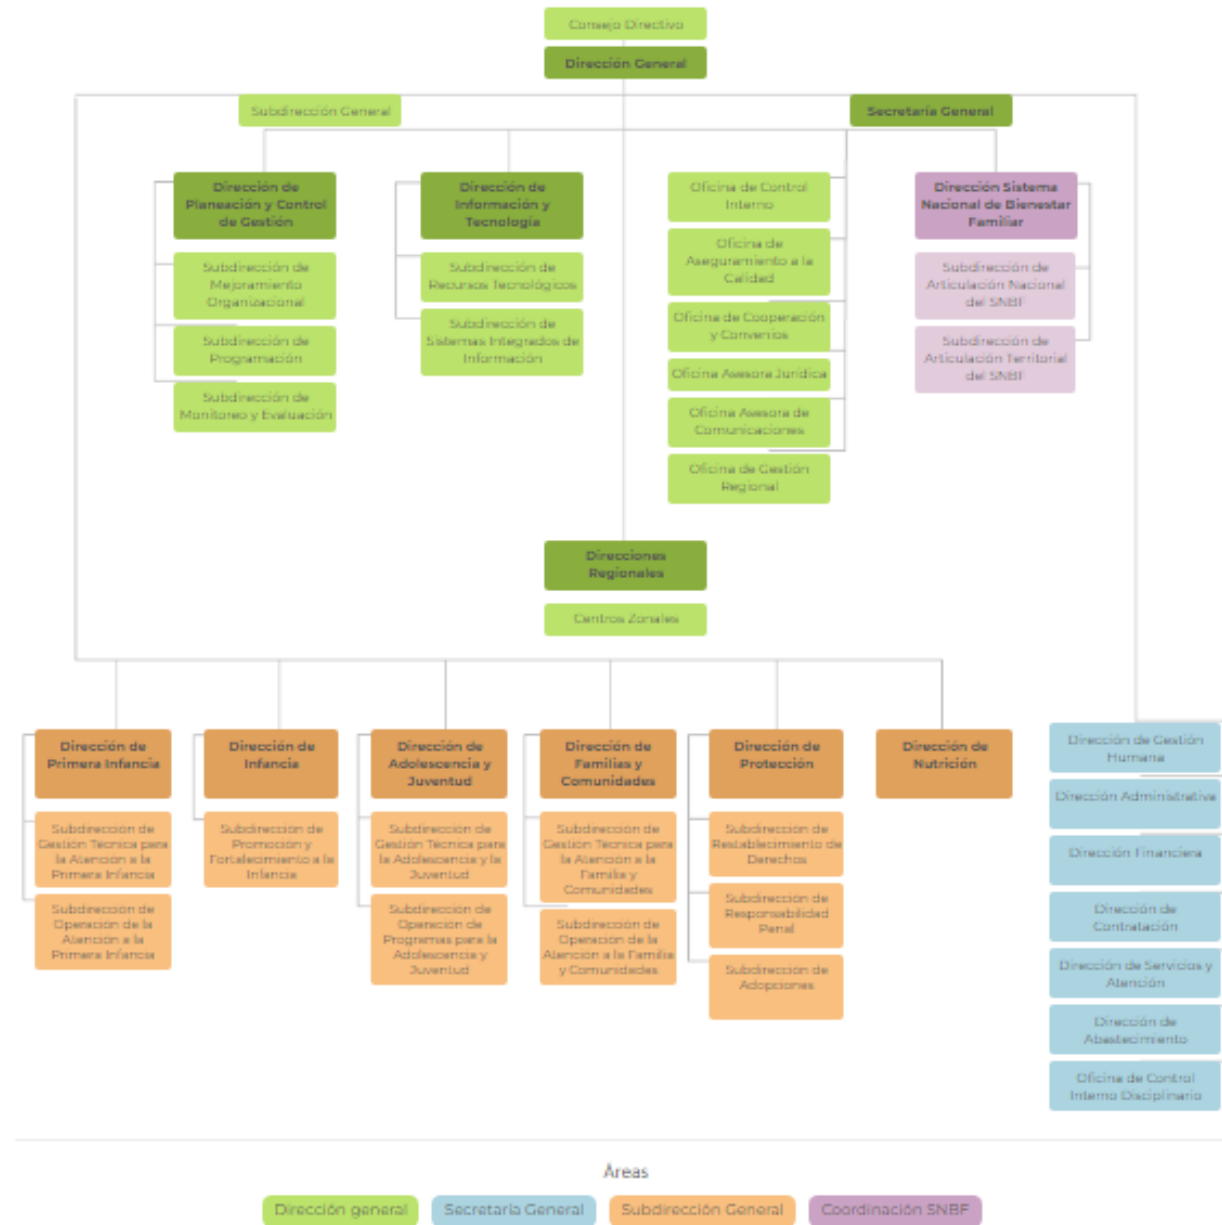 Consejo Directivo
Dirección General
Subdirección General
Secretaría General
Dirección de
Planeación y Control
de Gestión
Subdirección de
Mejoramiento
Organizacional
Subdirección de
Programación
Subdirección de
Monitoreo y Evaluación
Dirección de
Información y
Tecnología
Subdirección de
Recursos Tecnológicos
Subdirección de
Sistemas Integrados de
Información
Oficina de Control
Interno
Oficina de
Aseguramiento a la
Calidad
Oficina de Cooperación
y Convenios
Oficina Asesora Jurídica
Oficina Asesora de
Comunicaciones
Oficina de Gestión
Regional
Dirección Sistema
Nacional de Bienestar
Familiar
Subdirección de
Articulación Nacional
del SNBF
Subdirección de
Articulación Territorial
del SNBF
Direcciones
Regionales
Centros Zonales
Dirección de
Primera Infancia
Subdirección de
Gestión Técnica para
la Atención a la
Primera Infancia
Subdirección de
Operación de la
Atención a la
Primera Infancia
Dirección de
Infancia
Subdirección de
Promoción y
Fortalecimiento a la
Infancia
Dirección de
Adolescencia y
Juventud
Subdirección de
Gestión Técnica para
la Adolescencia y la
Juventud
Subdirección de
Operación de
Programas para la
Adolescencia y
Juventud
Dirección de
Familias y
Comunidades
Subdirección de
Gestión Técnica para
la Atención a la
Familia y
Comunidades
Subdirección de
Operación de la
Atención a la Familia
y Comunidades
Dirección de
Protección
Subdirección de
Restablecimiento de
Derechos
Subdirección de
Responsabilidad
Penal
Subdirección de
Adopciones
Dirección de
Nutrición
Dirección de Gestión
Humana
Dirección Administrativa
Dirección Financiera
Dirección de
Contratación
Dirección de Servicios y
Atención
Dirección de
Abastecimiento
Oficina de Control
Interno Disciplinario
Áreas
Dirección general
Secretaría General
Subdirección General
Coordinación SNBF